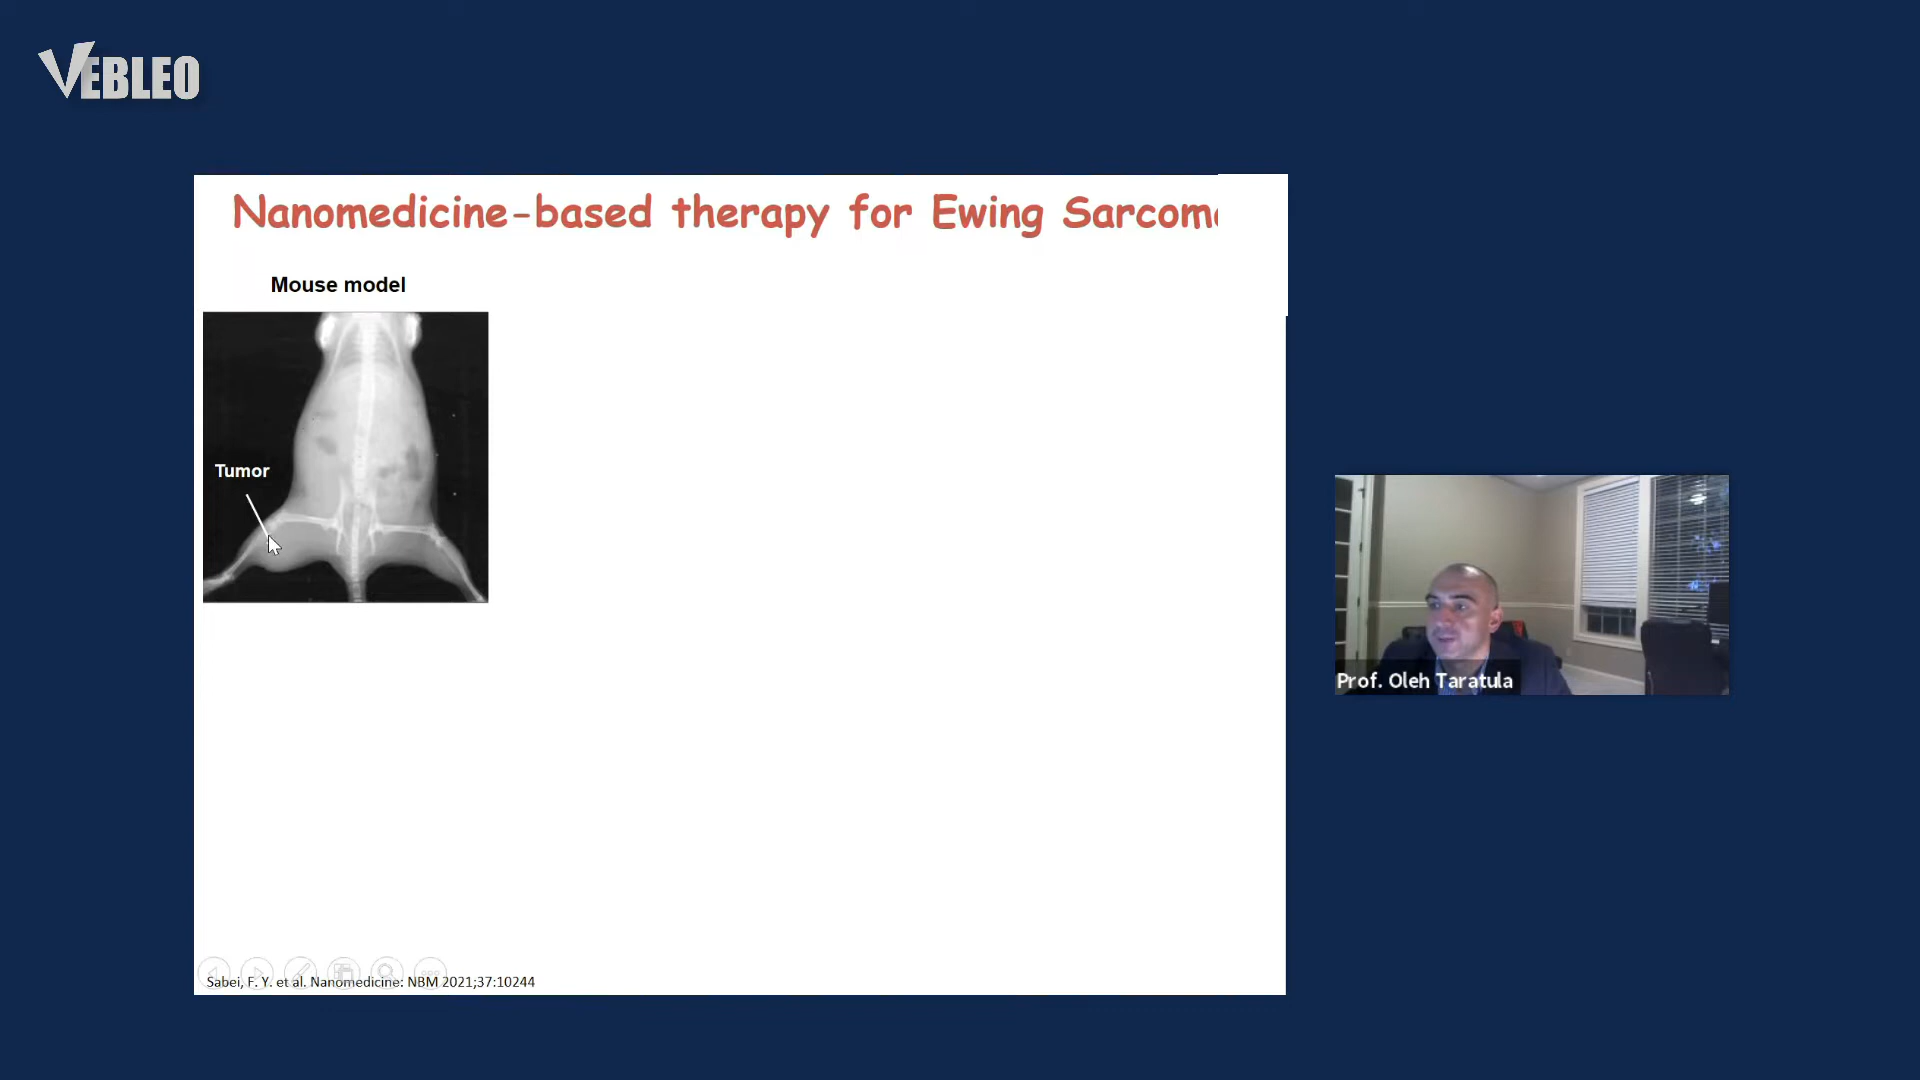 VEBLEO
Nanomedicine-based therapy for Ewing Sarcom
Mouse model
Tumor
Prof. Oleh Taratula
Sabei, F. Y. et al. Nanomedicine: NBM 2021;37:10244